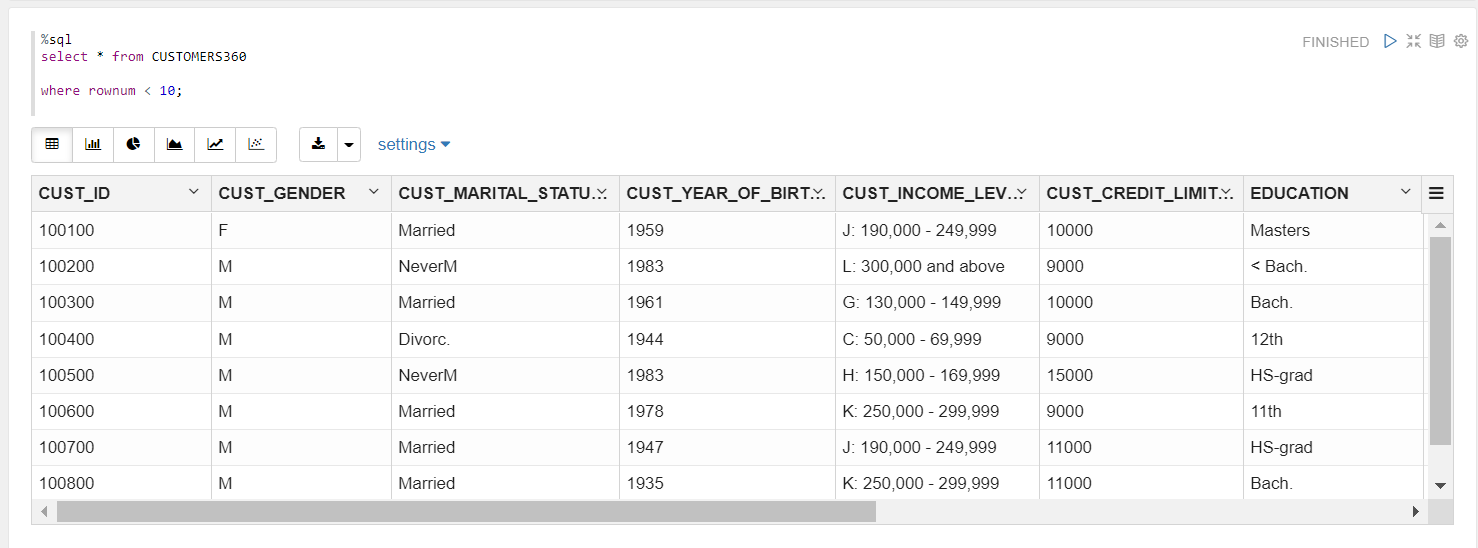 %sql
select * from CUSTOMERS360
where rownum < 10;
FINISHED
settings
CUST_ID CUST_GENDER CUST_MARITAL_STATU... CUST_YEAR_OF_BIRT... CUST_INCOME_LEV... CUST_CREDIT_LIMIT... EDUCATION
100100 F Married 1959 J: 190,000 - 249,999 10000 Masters
100200 M NeverM 1983 L: 300,000 and above 9000 < Bach.
100300 M Married 1961 G: 130,000 - 149,999 10000 Bach.
100400 M Divorc. 1944 C: 50,000 - 69,999 9000 12th
100500 M NeverM 1983 H: 150,000 - 169,999 15000 HS-grad
100600 M Married 1978 K: 250,000 - 299,999 9000 11th
100700 M Married 1947 J: 190,000 - 249,999 11000 HS-grad
100800 M Married 1935 K: 250,000 - 299,999 11000 Bach.